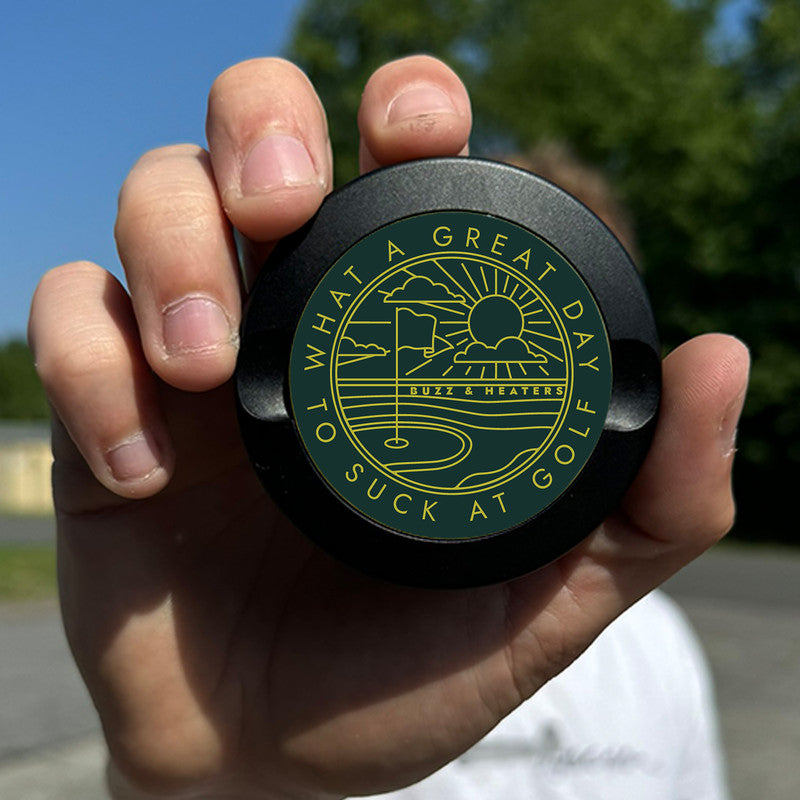 WHAT A GREAT DAY
TO SUCK AT GOLF
BUZZ & HEATERS